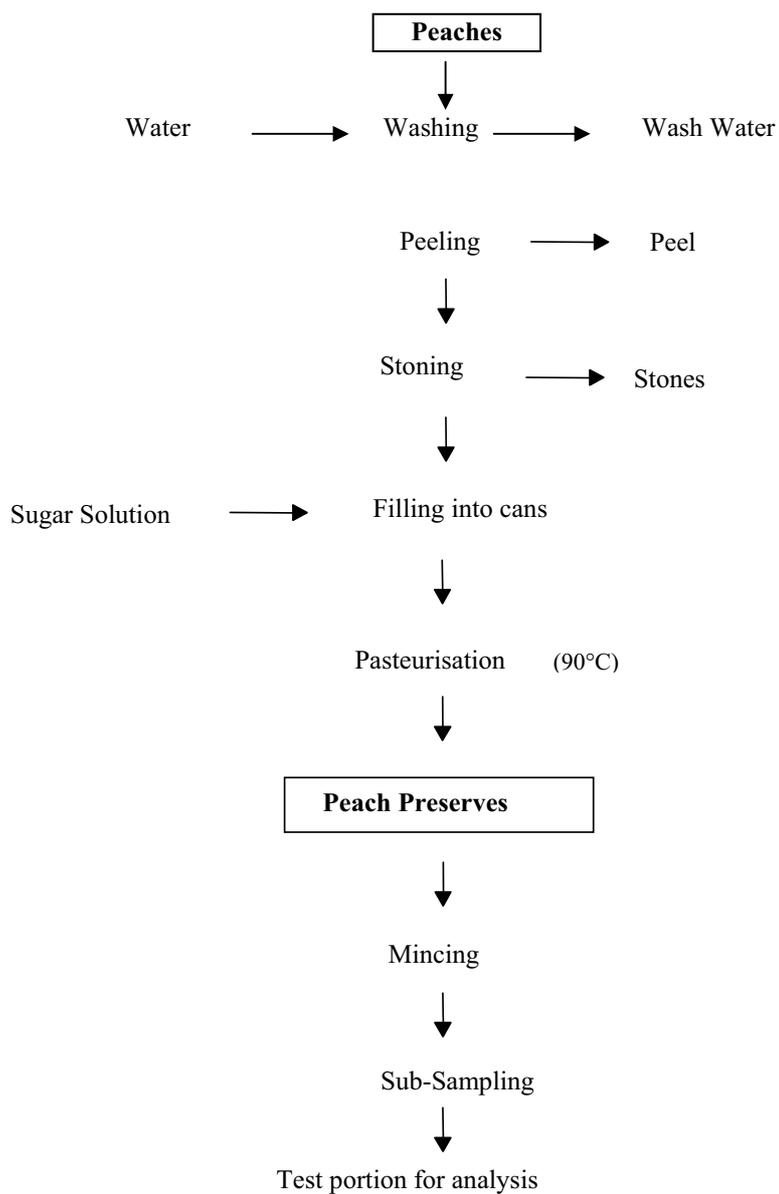 Peaches
Water Washing Wash Water
Peeling Peel
Stoning Stones
Sugar Solution Filling into cans
Pasteurisation (90°C)
Peach Preserves
Mincing
Sub-Sampling
Test portion for analysis